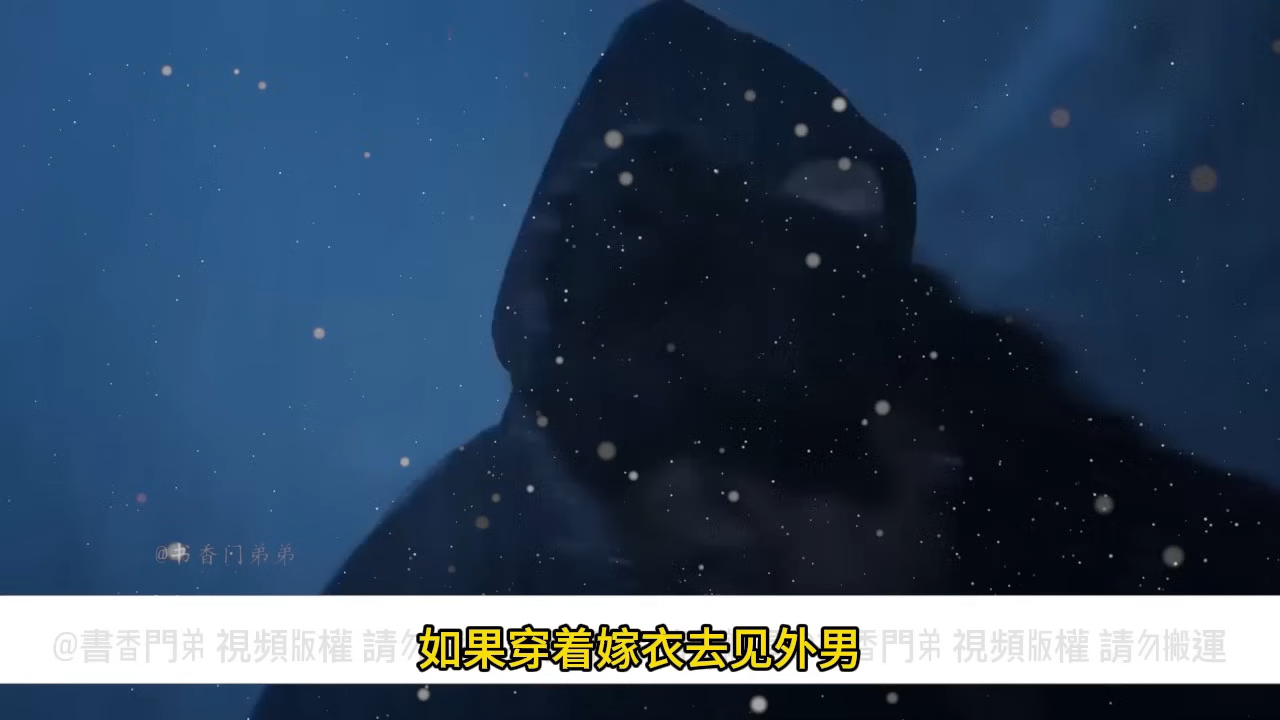 @书香门弟弟
@書香門弟 視頻版權 請勿
如果穿着嫁衣去见外男
香門弟 視頻版權 請勿搬運